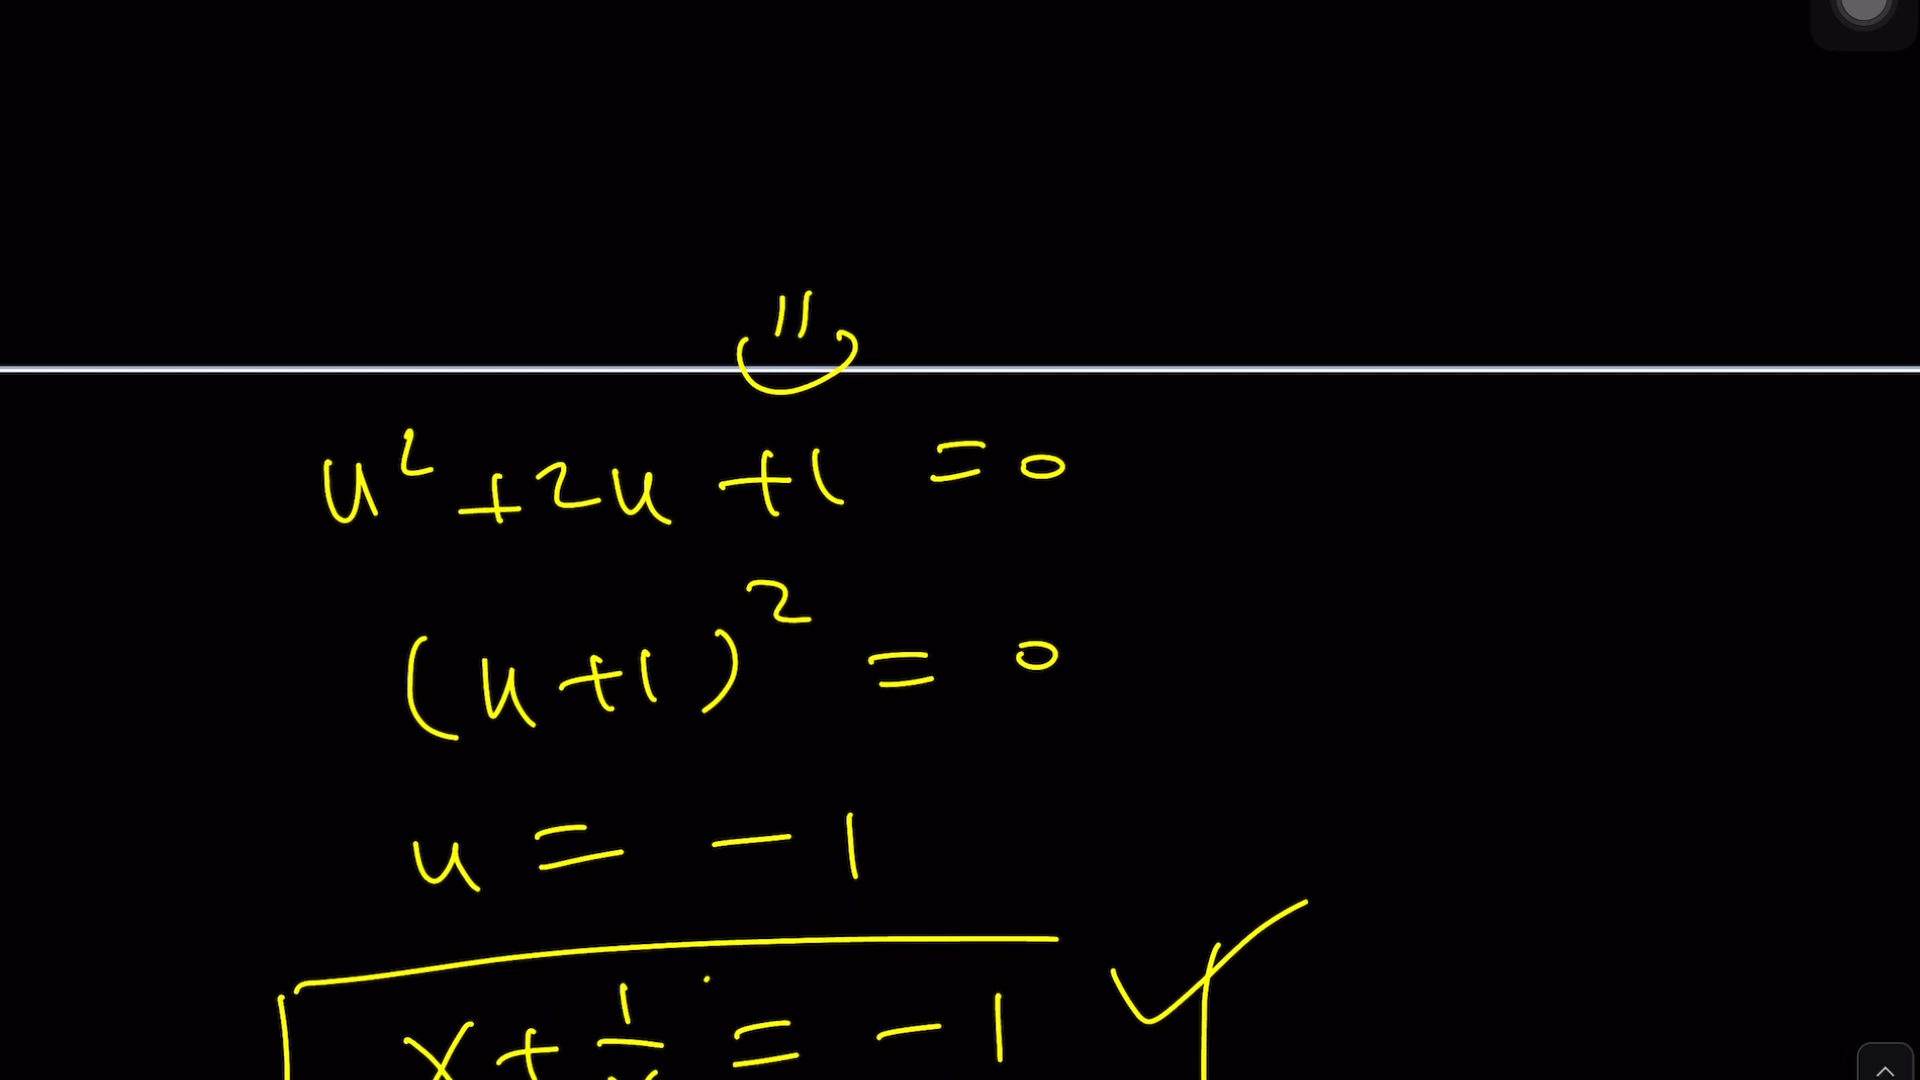 u² + 2u + 1 = 0
(u + 1)² = 0
u = - 1
x + 1/x = - 1